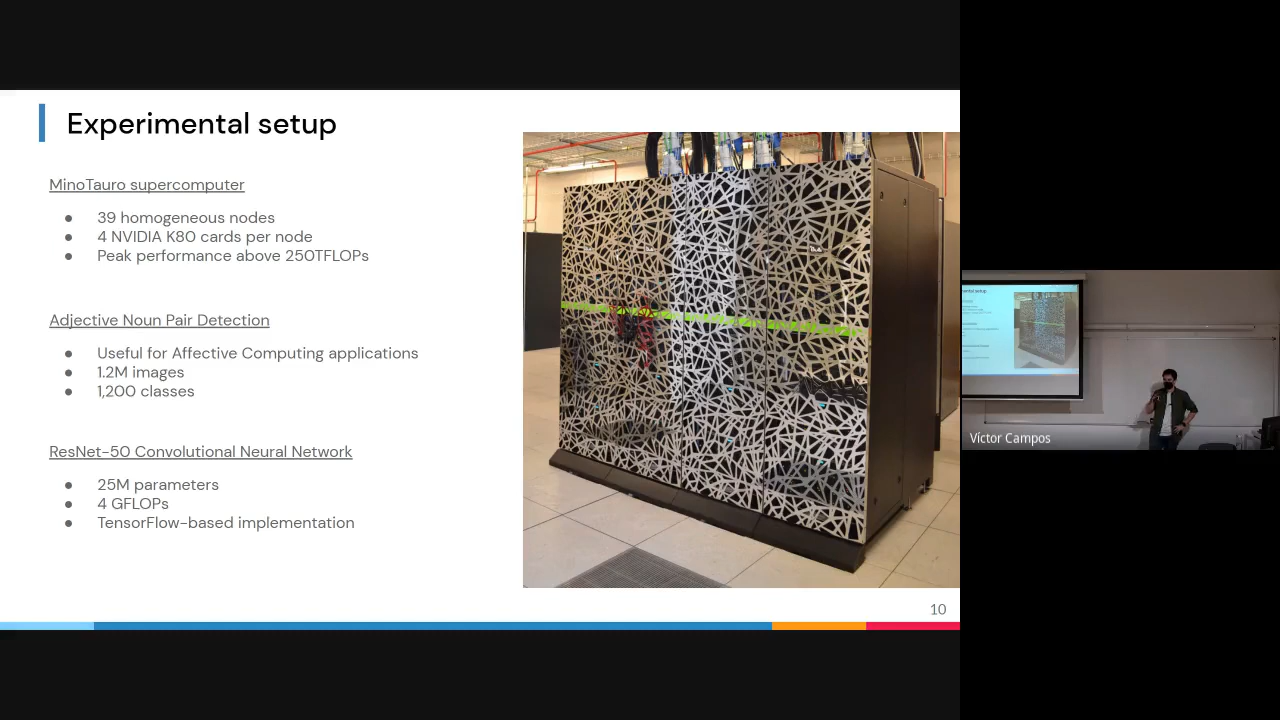 Experimental setup
MinoTauro supercomputer
● 39 homogeneous nodes
● 4 NVIDIA K80 cards per node
● Peak performance above 250TFLOPs
Adjective Noun Pair Detection
● Useful for Affective Computing applications
● 1.2M images
● 1,200 classes
ResNet-50 Convolutional Neural Network
● 25M parameters
● 4 GFLOPs
● TensorFlow-based implementation
10
Víctor Campos